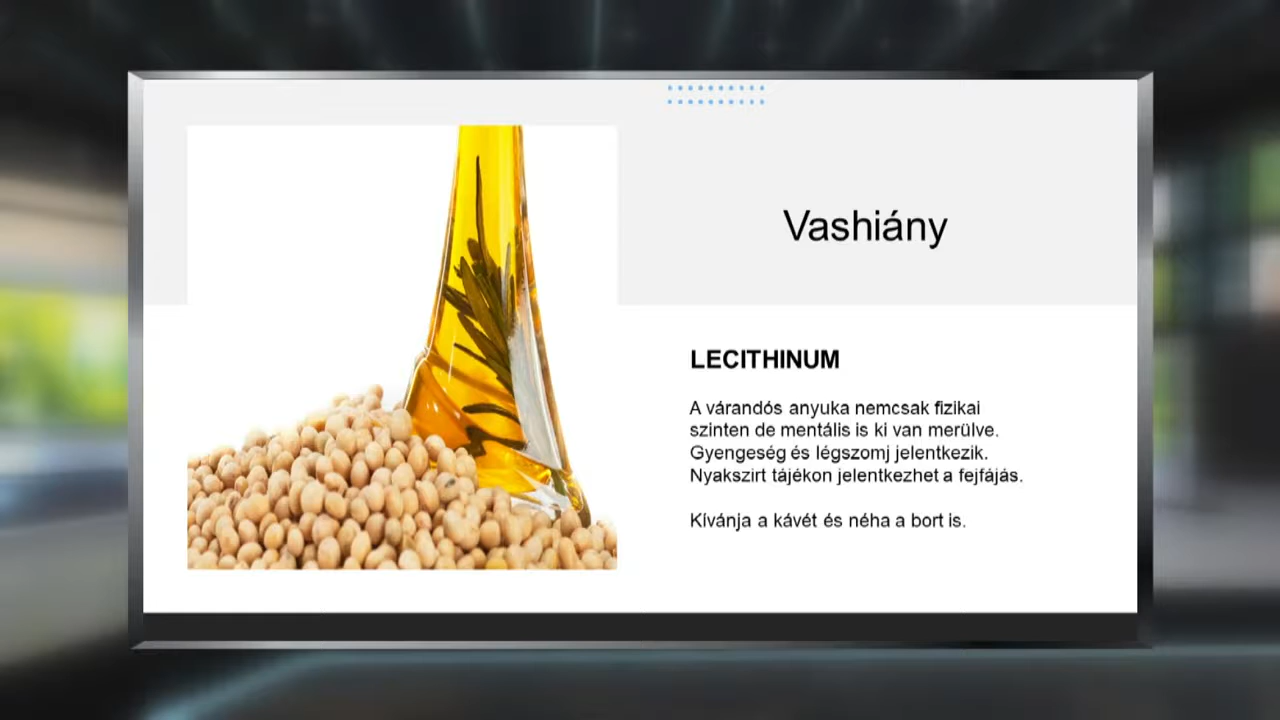 Vashiány
LECITHINUM
A várandós anyuka nemcsak fizikai
szinten de mentális is ki van merülve.
Gyengeség és légszomj jelentkezik.
Nyakszirt tájékon jelentkezhet a fejfájás.
Kívánja a kávét és néha a bort is.